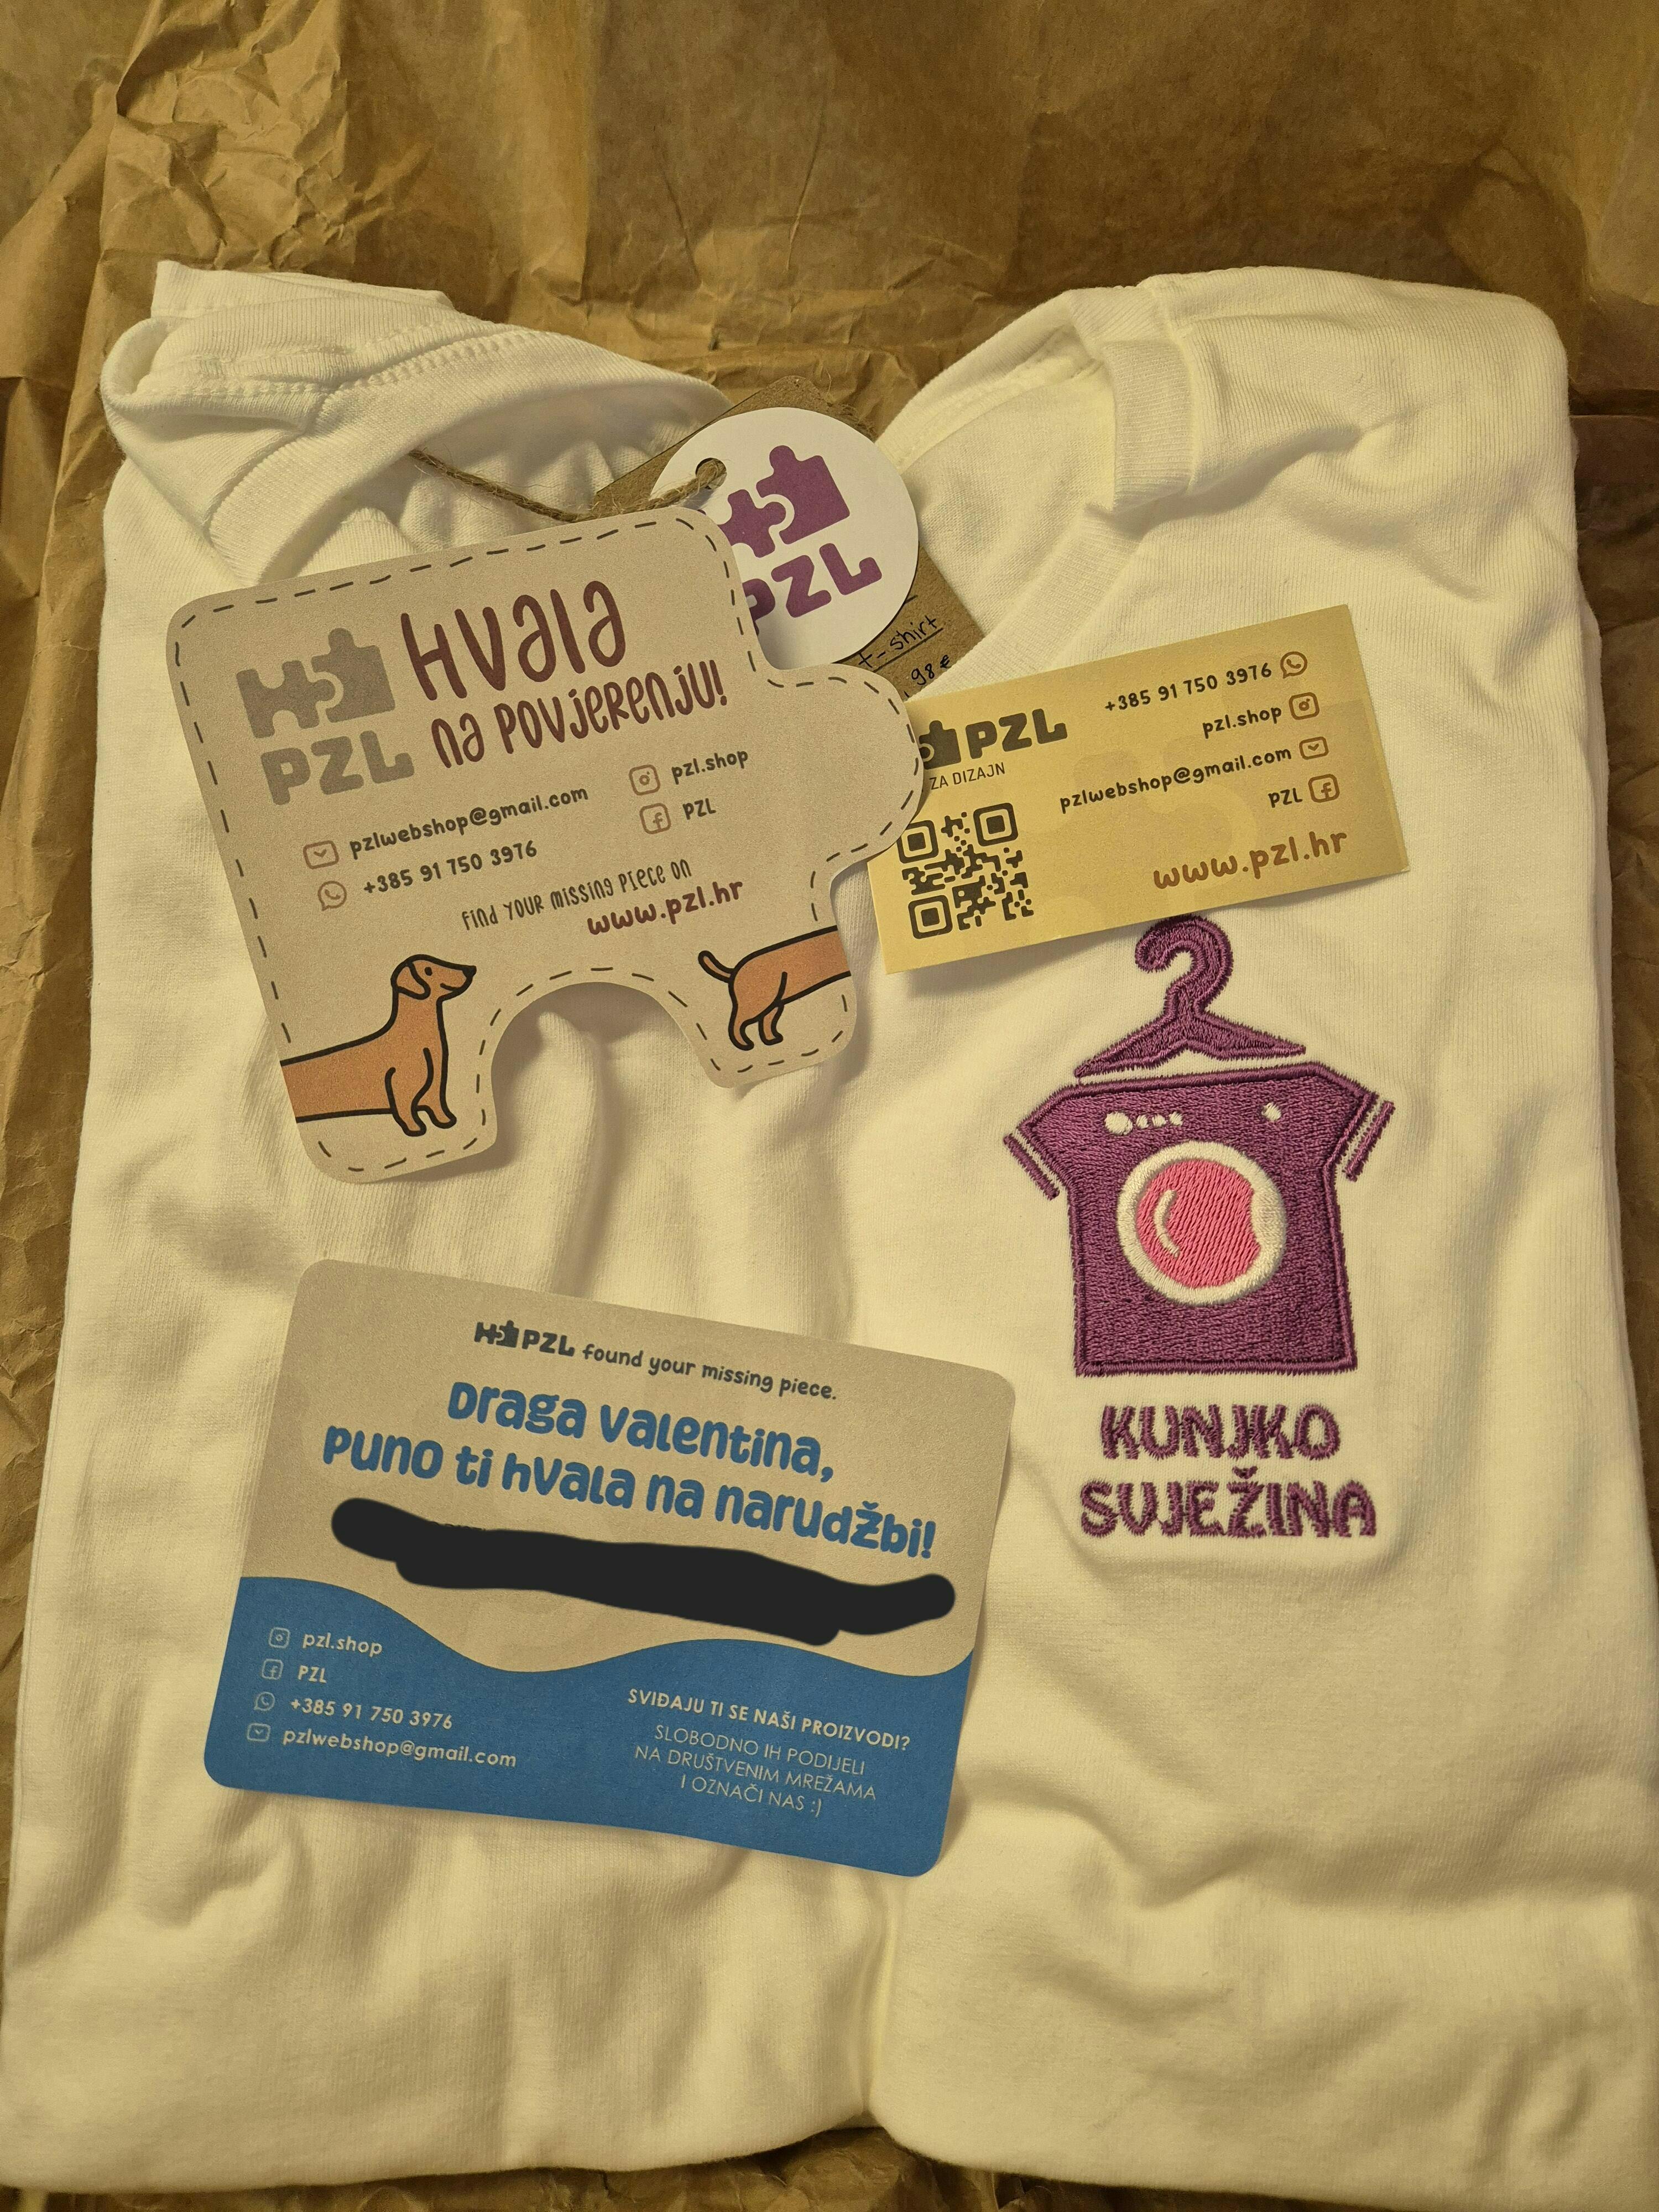 PZL
t-shirt
98€
PZL
Hvala
na povjerenju!
pzlwebshop@gmail.com
+385 91 750 3976
pzl.shop
PZL
Find your missing piece on
www.pzl.hr
PZL
ZA DIZAJN
+385 91 750 3976
pzl.shop
pzlwebshop@gmail.com
PZL
www.pzl.hr
KUNJKO
SVJEŽINA
PZL found your missing piece.
Draga Valentina,
puno ti hvala na narudžbi!
pzl.shop
PZL
+385 91 750 3976
pzlwebshop@gmail.com
SVIĐAJU TI SE NAŠI PROIZVODI?
SLOBODNO IH PODIJELI
NA DRUŠTVENIM MREŽAMA
I OZNAČI NAS :)